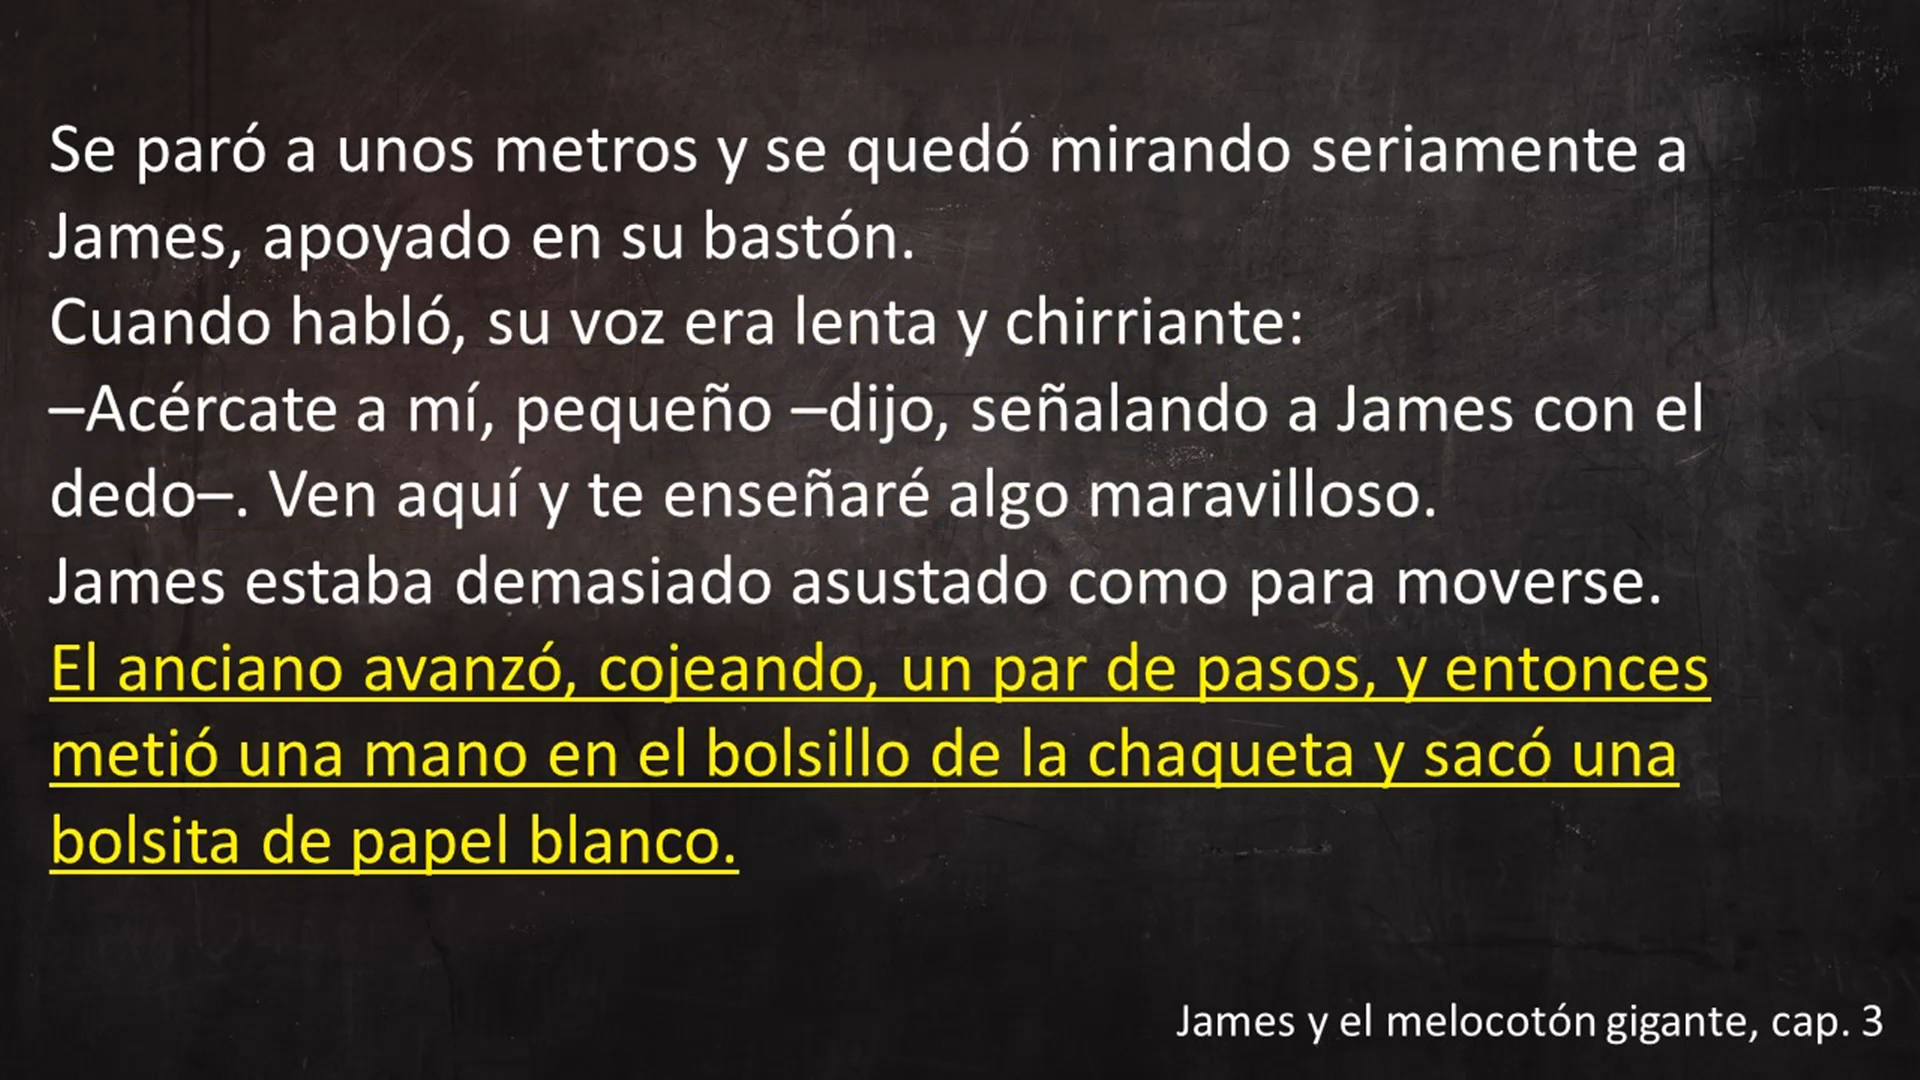 Se paró a unos metros y se quedó mirando seriamente a
James, apoyado en su bastón.
Cuando habló, su voz era lenta y chirriante:
–Acércate a mí, pequeño –dijo, señalando a James con el
dedo–. Ven aquí y te enseñaré algo maravilloso.
James estaba demasiado asustado como para moverse.
El anciano avanzó, cojeando, un par de pasos, y entonces
metió una mano en el bolsillo de la chaqueta y sacó una
bolsita de papel blanco.
James y el melocotón gigante, cap. 3